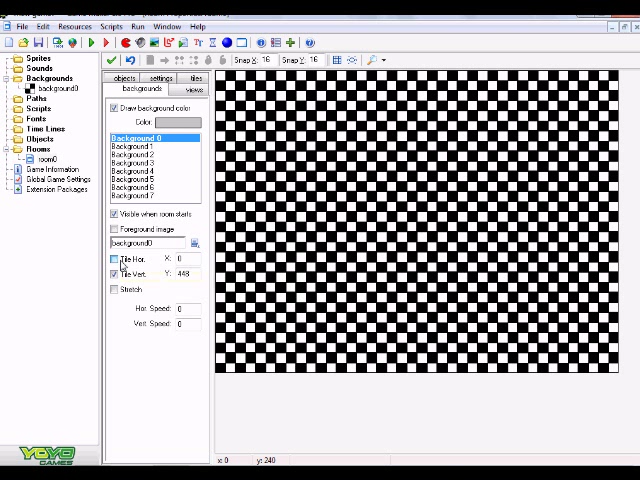 File Edit Resources Scripts Run Window Help
Snap X: 16 Snap Y: 16
Sprites
Sounds
Backgrounds
background0
Paths
Scripts
Fonts
Time Lines
Objects
Rooms
room0
Game Information
Global Game Settings
Extension Packages
objects settings tiles
backgrounds views
Draw background color
Color:
Background 0
Background 1
Background 2
Background 3
Background 4
Background 5
Background 6
Background 7
Visible when room starts
Foreground image
background0
Tile Hor. X: 0
Tile Vert. Y: 448
Stretch
Hor. Speed: 0
Vert. Speed: 0
YOYO
GAMES
x: 0 y: 240